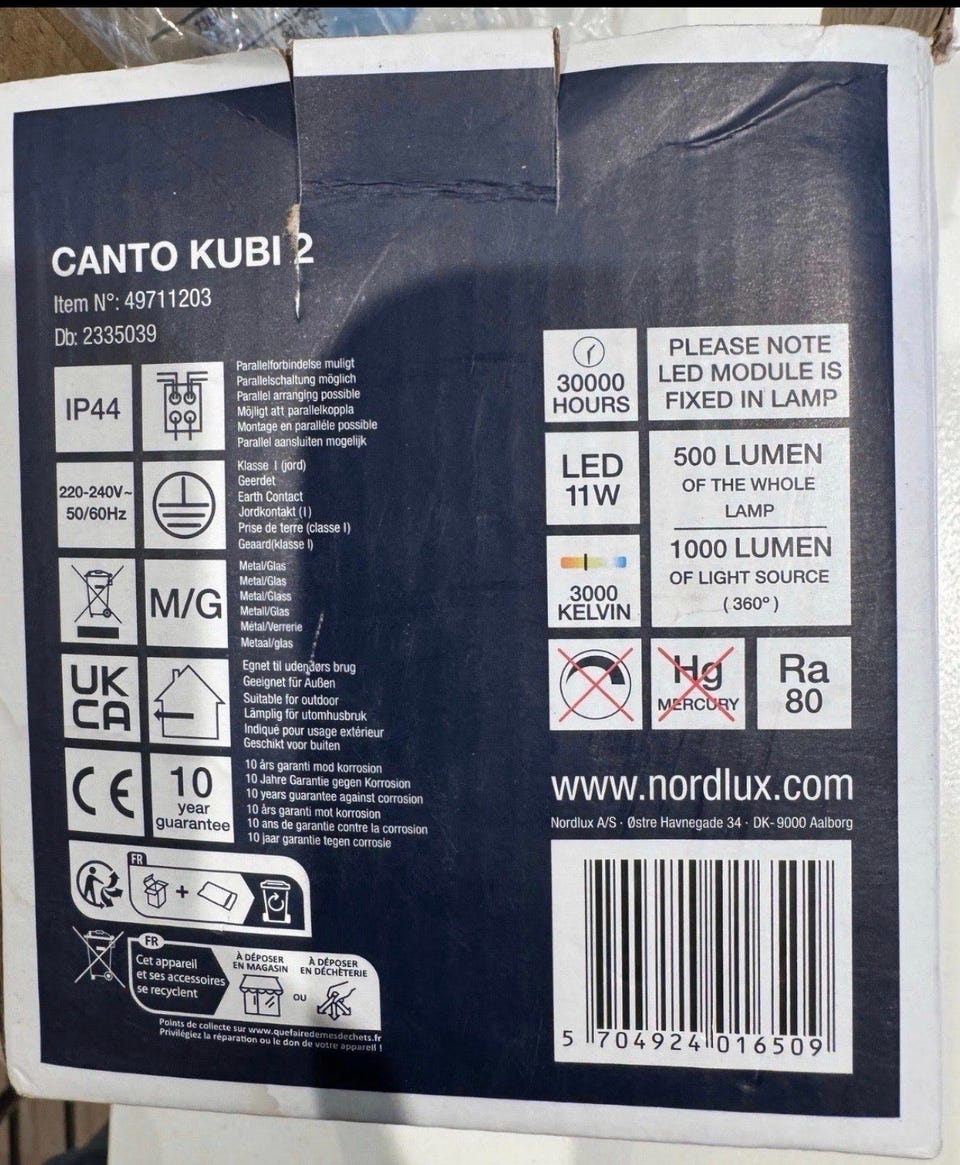 CANTO KUBI 2
Item N°: 49711203
Db: 2335039
IP44
Parallelforbindelse muligt
Parallelschaltung möglich
Parallel arranging possible
Möjligt att parallelkoppla
Montage en paralléle possible
Parallel aansluiten mogelijk
220-240V~
50/60Hz
Klasse I (jord)
Geerdet
Earth Contact
Jordkontakt (I)
Prise de terre (classe I)
Geaard(klasse I)
M/G
Metal/Glas
Metal/Glas
Metal/Glass
Metall/Glas
Métal/Verrerie
Metaal/glas
UK
CA
Egnet til udendørs brug
Geeignet für Außen
Suitable for outdoor
Lämplig för utomhusbruk
Indiqué pour usage extérieur
Geschikt voor buiten
CE
10
year
guarantee
10 års garanti mod korrosion
10 Jahre Garantie gegen Korrosion
10 years guarantee against corrosion
10 års garanti mot korrosion
10 ans de garantie contre la corrosion
10 jaar garantie tegen corrosie
FR
FR
Cet appareil
et ses accessoires
se recyclent
À DÉPOSER
EN MAGASIN
OU
À DÉPOSER
EN DÉCHÈTERIE
Points de collecte sur www.quefairedemesdechets.fr
Privilégiez la réparation ou le don de votre appareil !
30000
HOURS
PLEASE NOTE
LED MODULE IS
FIXED IN LAMP
LED
11W
500 LUMEN
OF THE WHOLE
LAMP
1000 LUMEN
OF LIGHT SOURCE
(360°)
3000
KELVIN
Hg
MERCURY
Ra
80
www.nordlux.com
Nordlux A/S · Østre Havnegade 34 · DK-9000 Aalborg
5 704924 016509